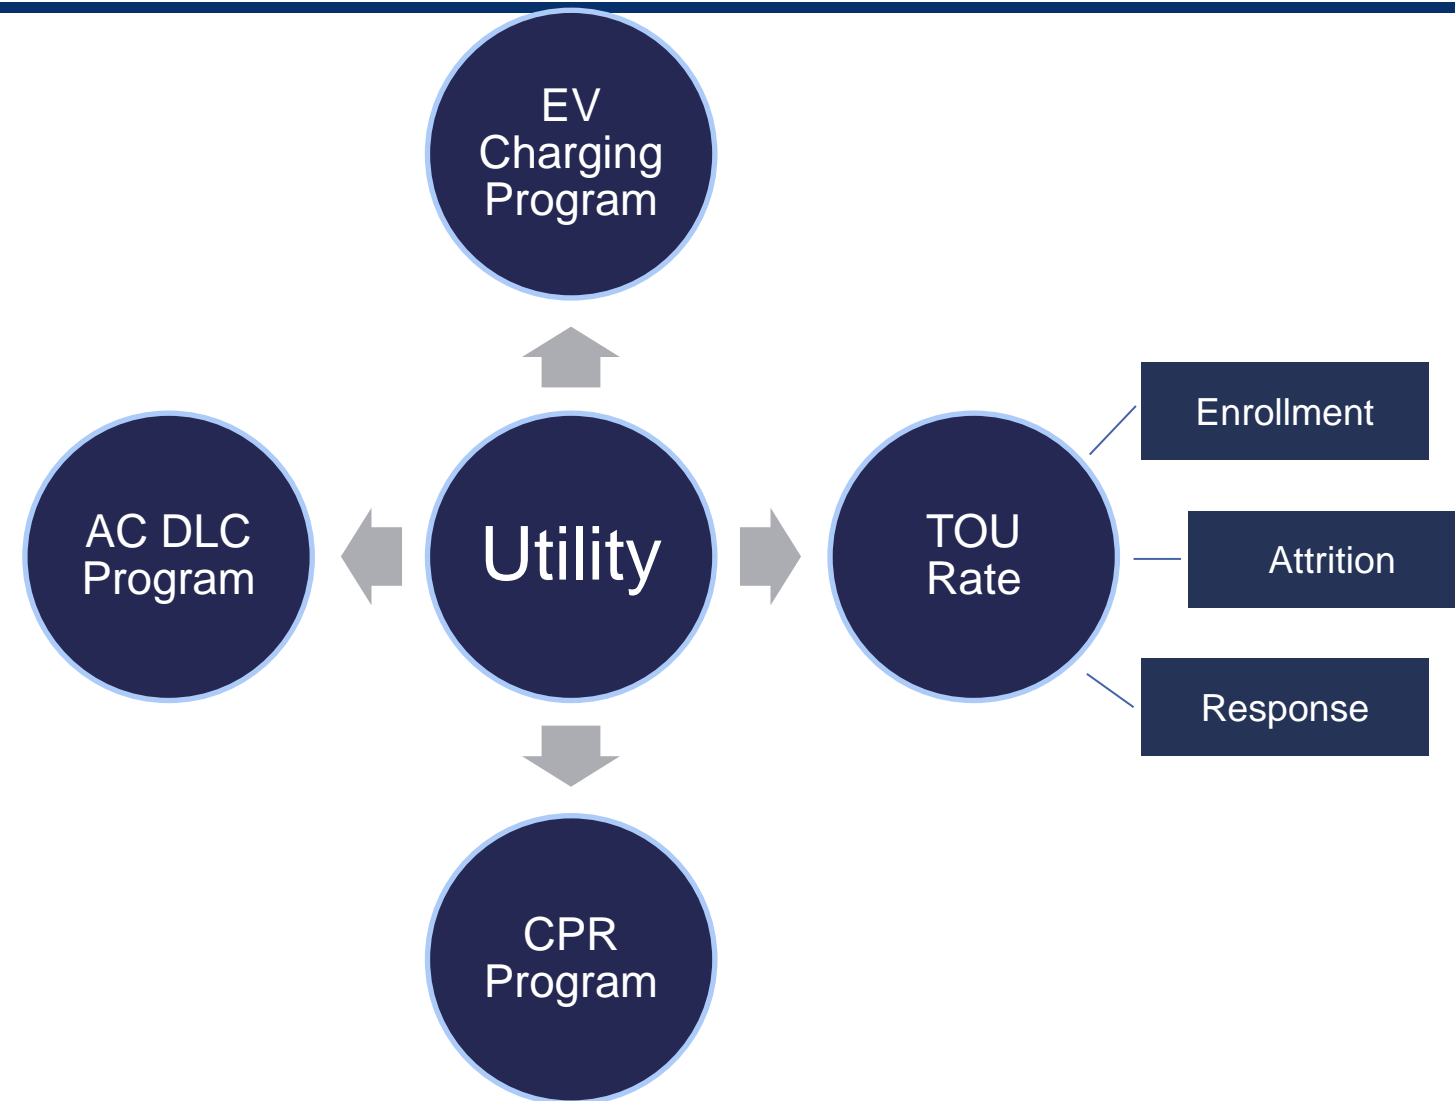 EV
Charging
Program
AC DLC
Program
Utility
TOU
Rate
Enrollment
Attrition
Response
CPR
Program